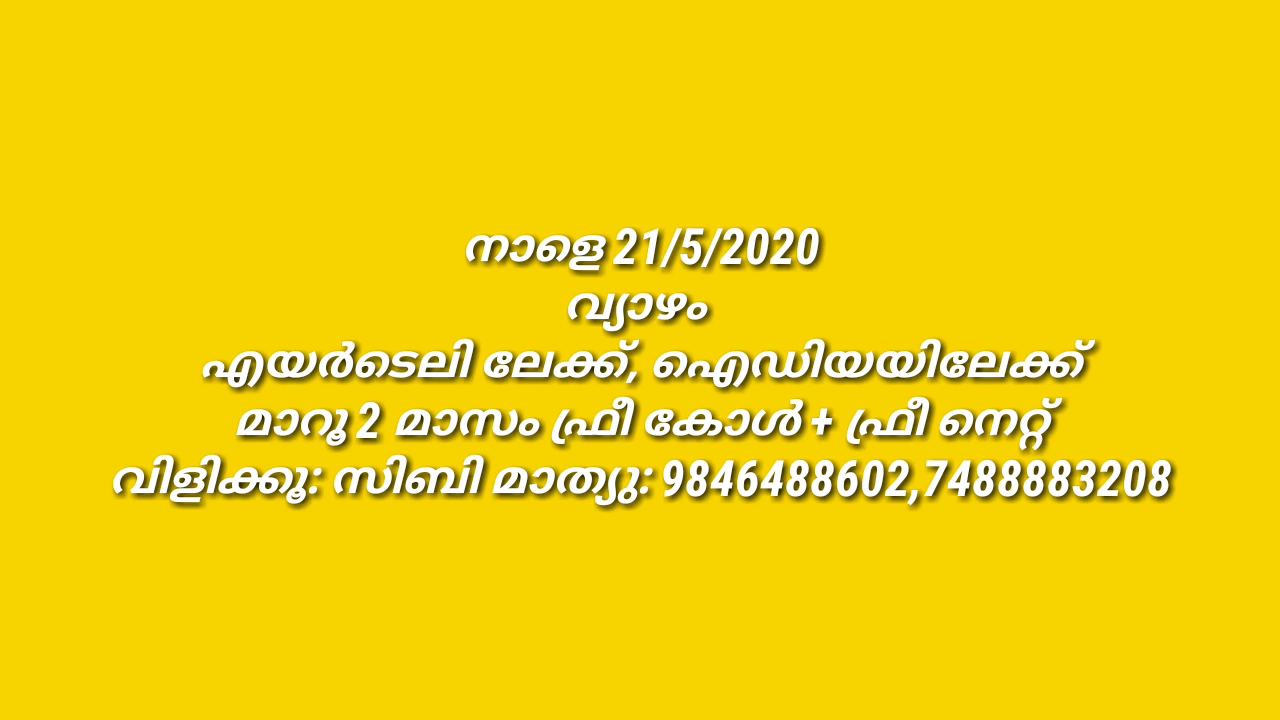 നാളെ 21/5/2020
വ്യാഴം
എയർടെലി ലേക്ക്, ഐഡിയയിലേക്ക്
മാറൂ 2 മാസം ഫ്രീ കോൾ + ഫ്രീ നെറ്റ്
വിളിക്കൂ: സിബി മാത്യു: 9846488602,7488883208